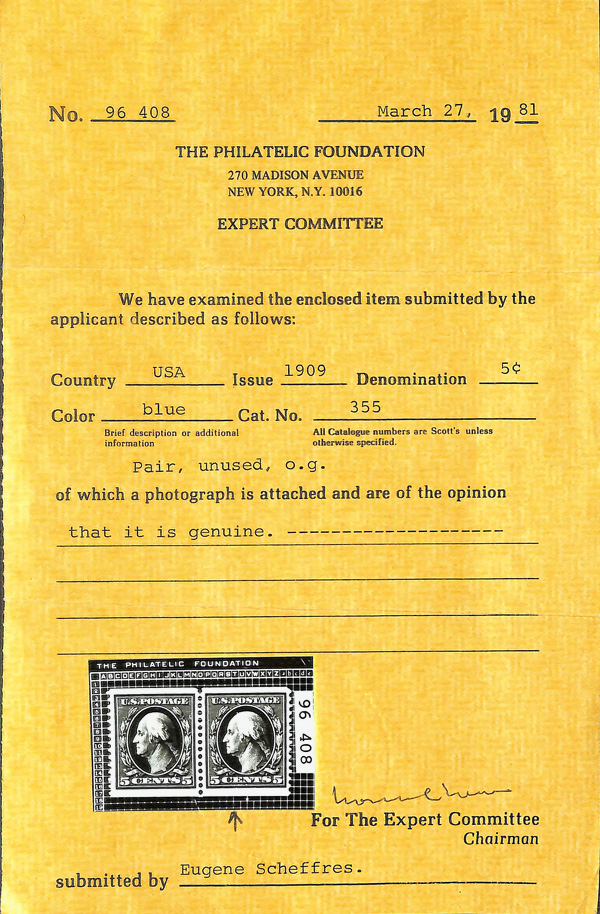 No. 96 408 March 27, 19 81
THE PHILATELIC FOUNDATION
270 MADISON AVENUE
NEW YORK, N.Y. 10016
EXPERT COMMITTEE
We have examined the enclosed item submitted by the
applicant described as follows:
Country USA Issue 1909 Denomination 5¢
Color blue Cat. No. 355
Brief description or additional
information
All Catalogue numbers are Scott's unless
otherwise specified.
Pair, unused, o.g.
of which a photograph is attached and are of the opinion
that it is genuine. --------------------
THE PHILATELIC FOUNDATION
ABCDEFGHIJKLMNOPQRSTUVWXYZ abcde
U.S. POSTAGE U.S. POSTAGE
5 CENTS 5 5 CENTS 5
96 408
For The Expert Committee
Chairman
submitted by Eugene Scheffres.